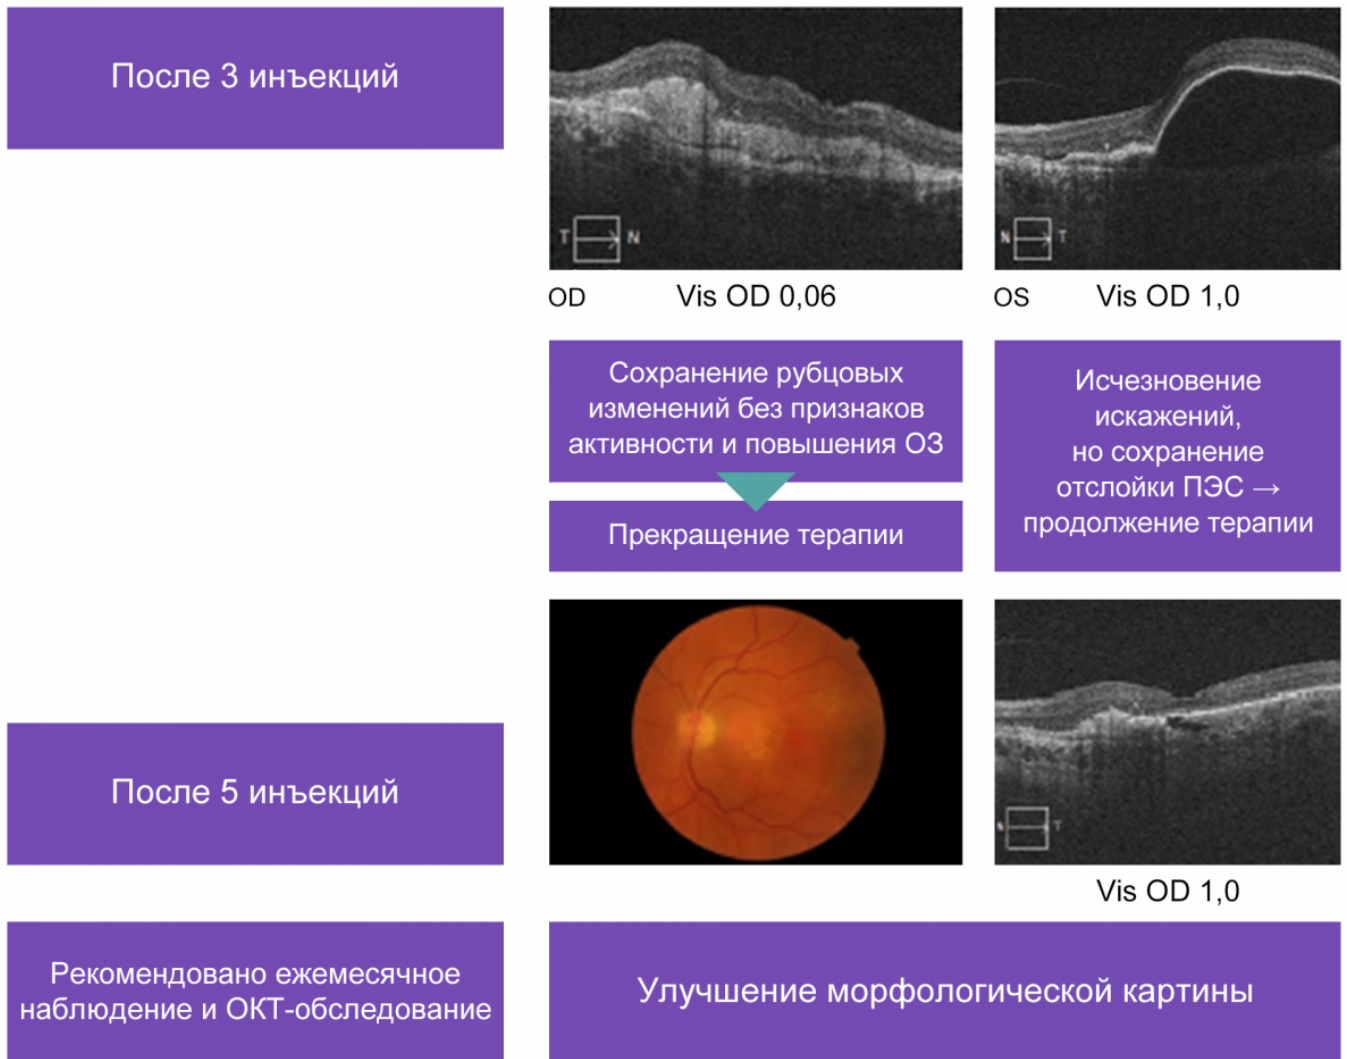 После 3 инъекций
T N
N T
OD Vis OD 0,06
OS Vis OD 1,0
Сохранение рубцовых
изменений без признаков
активности и повышения ОЗ
Прекращение терапии
Исчезновение
искажений,
но сохранение
отслойки ПЭС →
продолжение терапии
После 5 инъекций
N T
Vis OD 1,0
Рекомендовано ежемесячное
наблюдение и ОКТ-обследование
Улучшение морфологической картины